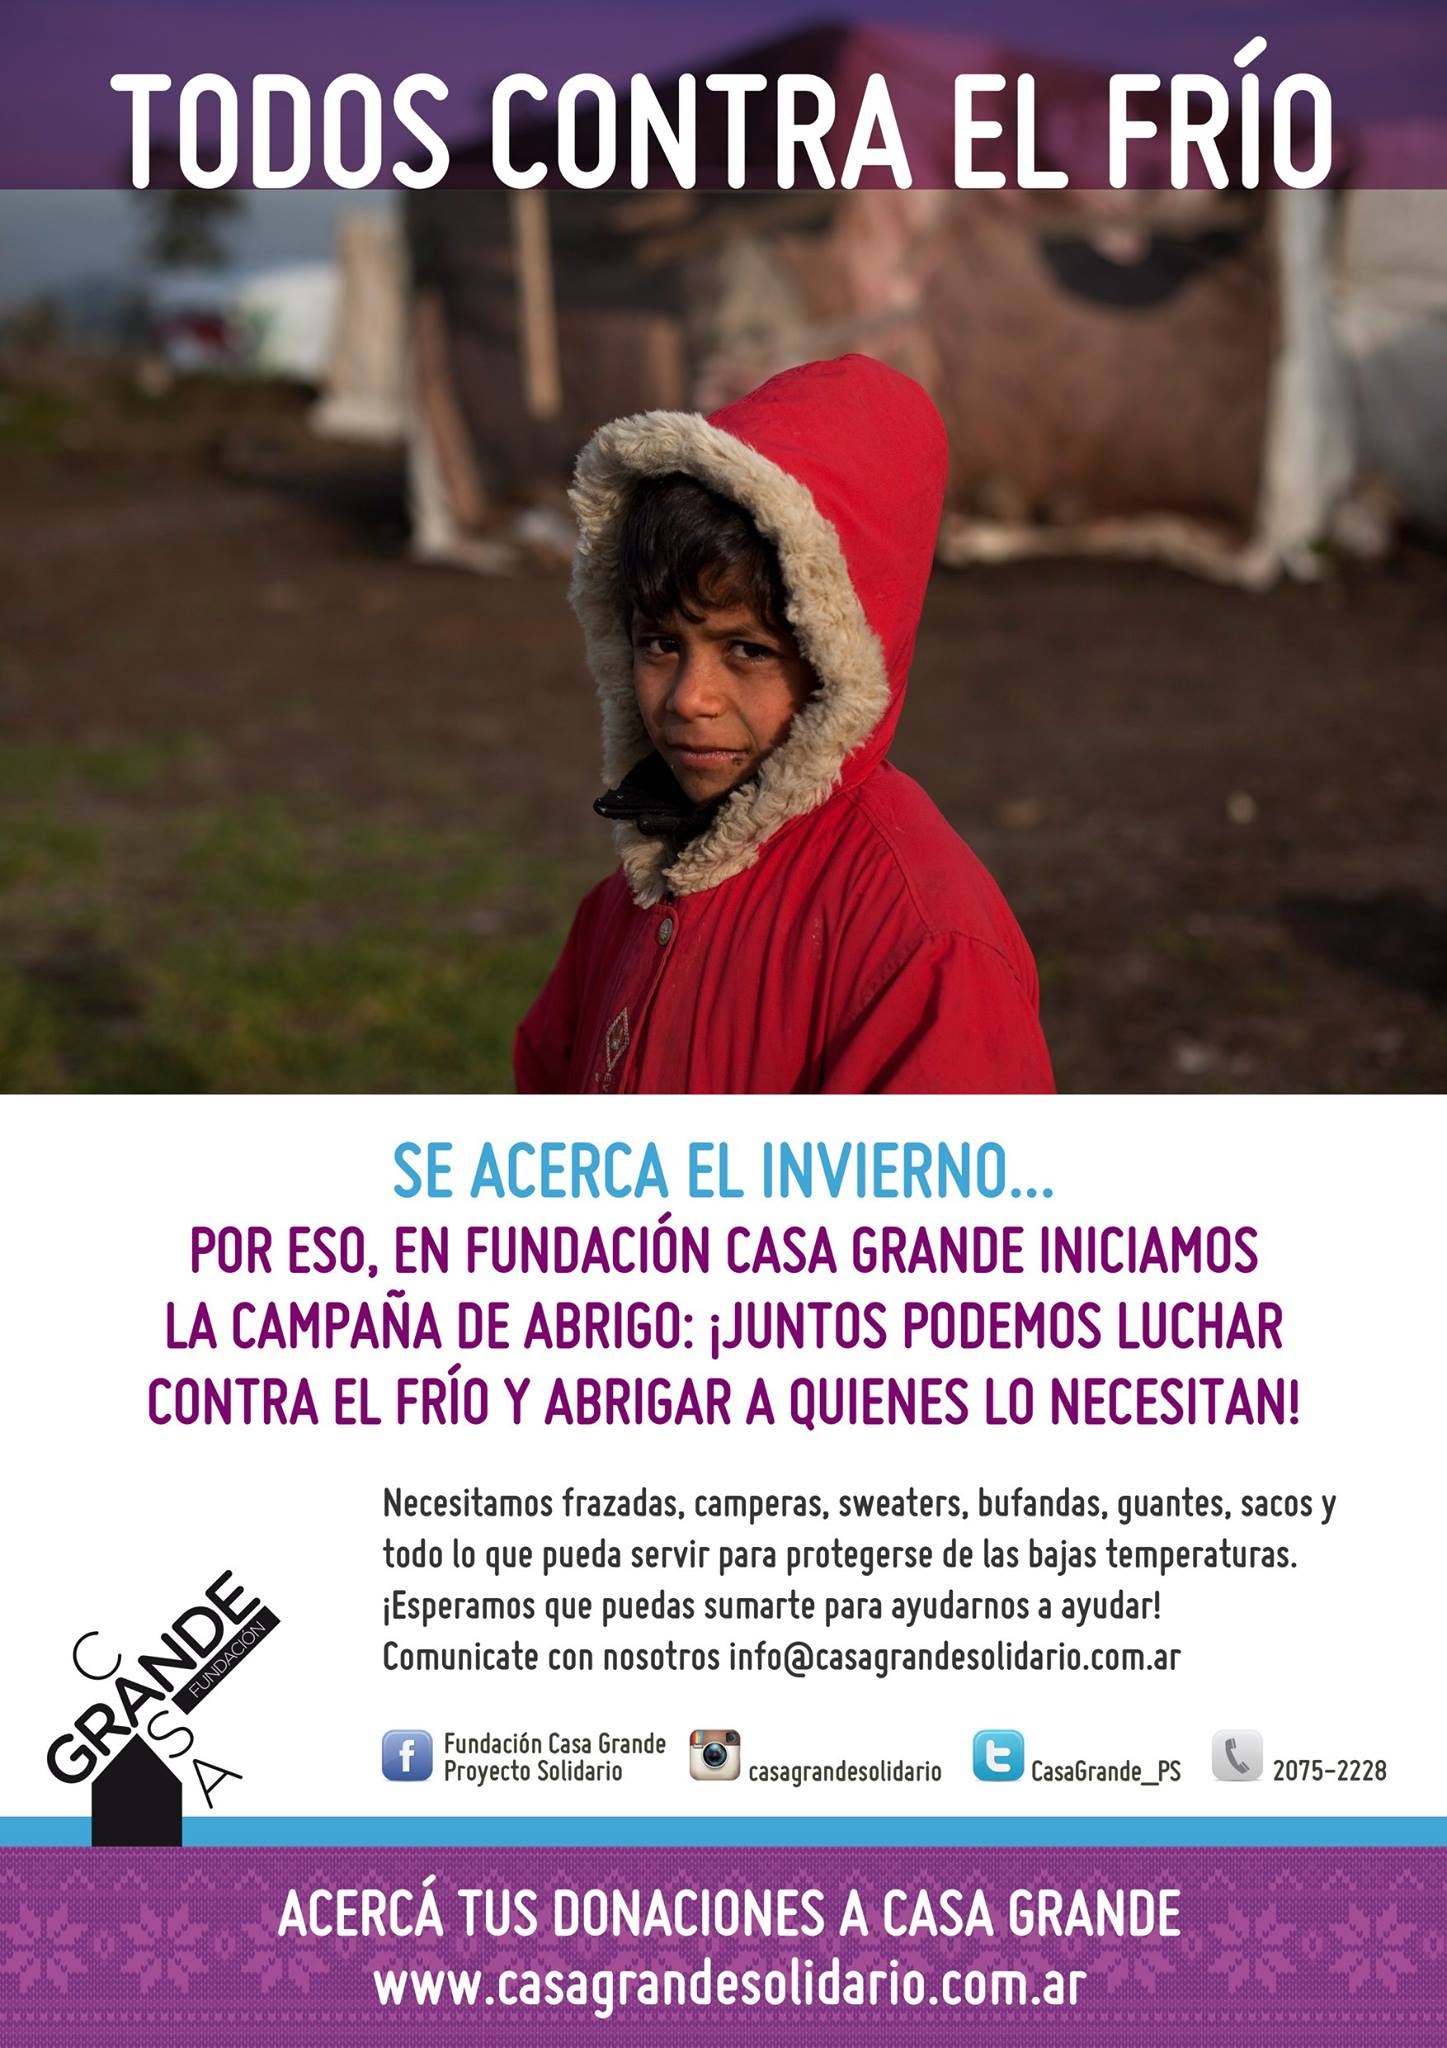 TODOS CONTRA EL FRÍO
SE ACERCA EL INVIERNO...
POR ESO, EN FUNDACIÓN CASA GRANDE INICIAMOS
LA CAMPAÑA DE ABRIGO: ¡JUNTOS PODEMOS LUCHAR
CONTRA EL FRÍO Y ABRIGAR A QUIENES LO NECESITAN!
Necesitamos frazadas, camperas, sweaters, bufandas, guantes, sacos y
todo lo que pueda servir para protegerse de las bajas temperaturas.
¡Esperamos que puedas sumarte para ayudarnos a ayudar!
Comunicate con nosotros info@casagrandesolidario.com.ar
CASA
GRANDE
FUNDACIÓN
Fundación Casa Grande
Proyecto Solidario
casagrandesolidario
CasaGrande_PS
2075-2228
ACERCÁ TUS DONACIONES A CASA GRANDE
www.casagrandesolidario.com.ar